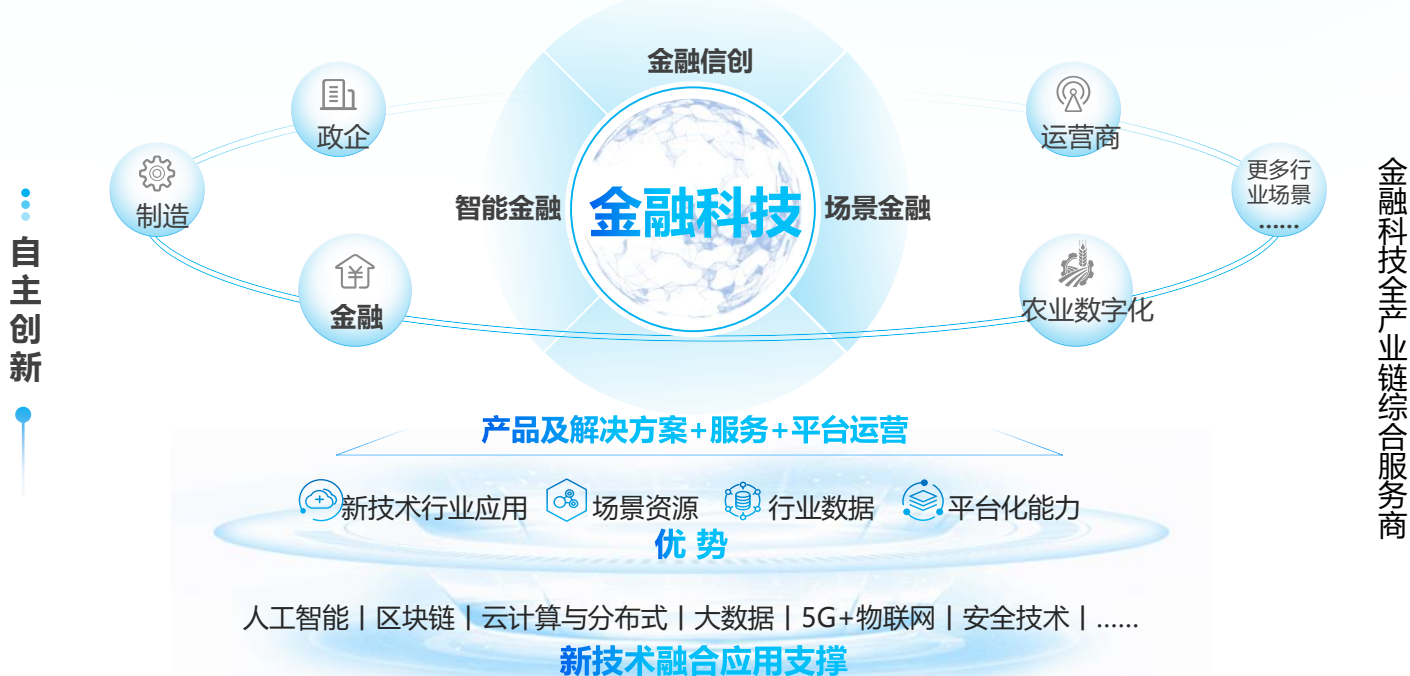 金融信创
政企
运营商
制造
更多行
业场景
......
智能金融
金融科技
场景金融
金融
农业数字化
自主创新
金融科技全产业链综合服务商
产品及解决方案+服务+平台运营
新技术行业应用
场景资源
行业数据
平台化能力
优 势
人工智能丨区块链丨云计算与分布式丨大数据丨5G+物联网丨安全技术丨......
新技术融合应用支撑